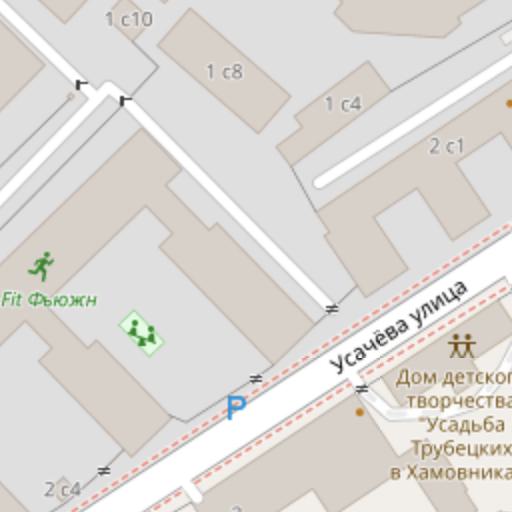 1 с10
1 с8
1 с4
2 с1
Fit Фьюжн
Усачёва улица
P
Дом детског
творчества
"Усадьба
Трубецких
в Хамовника
2 с4